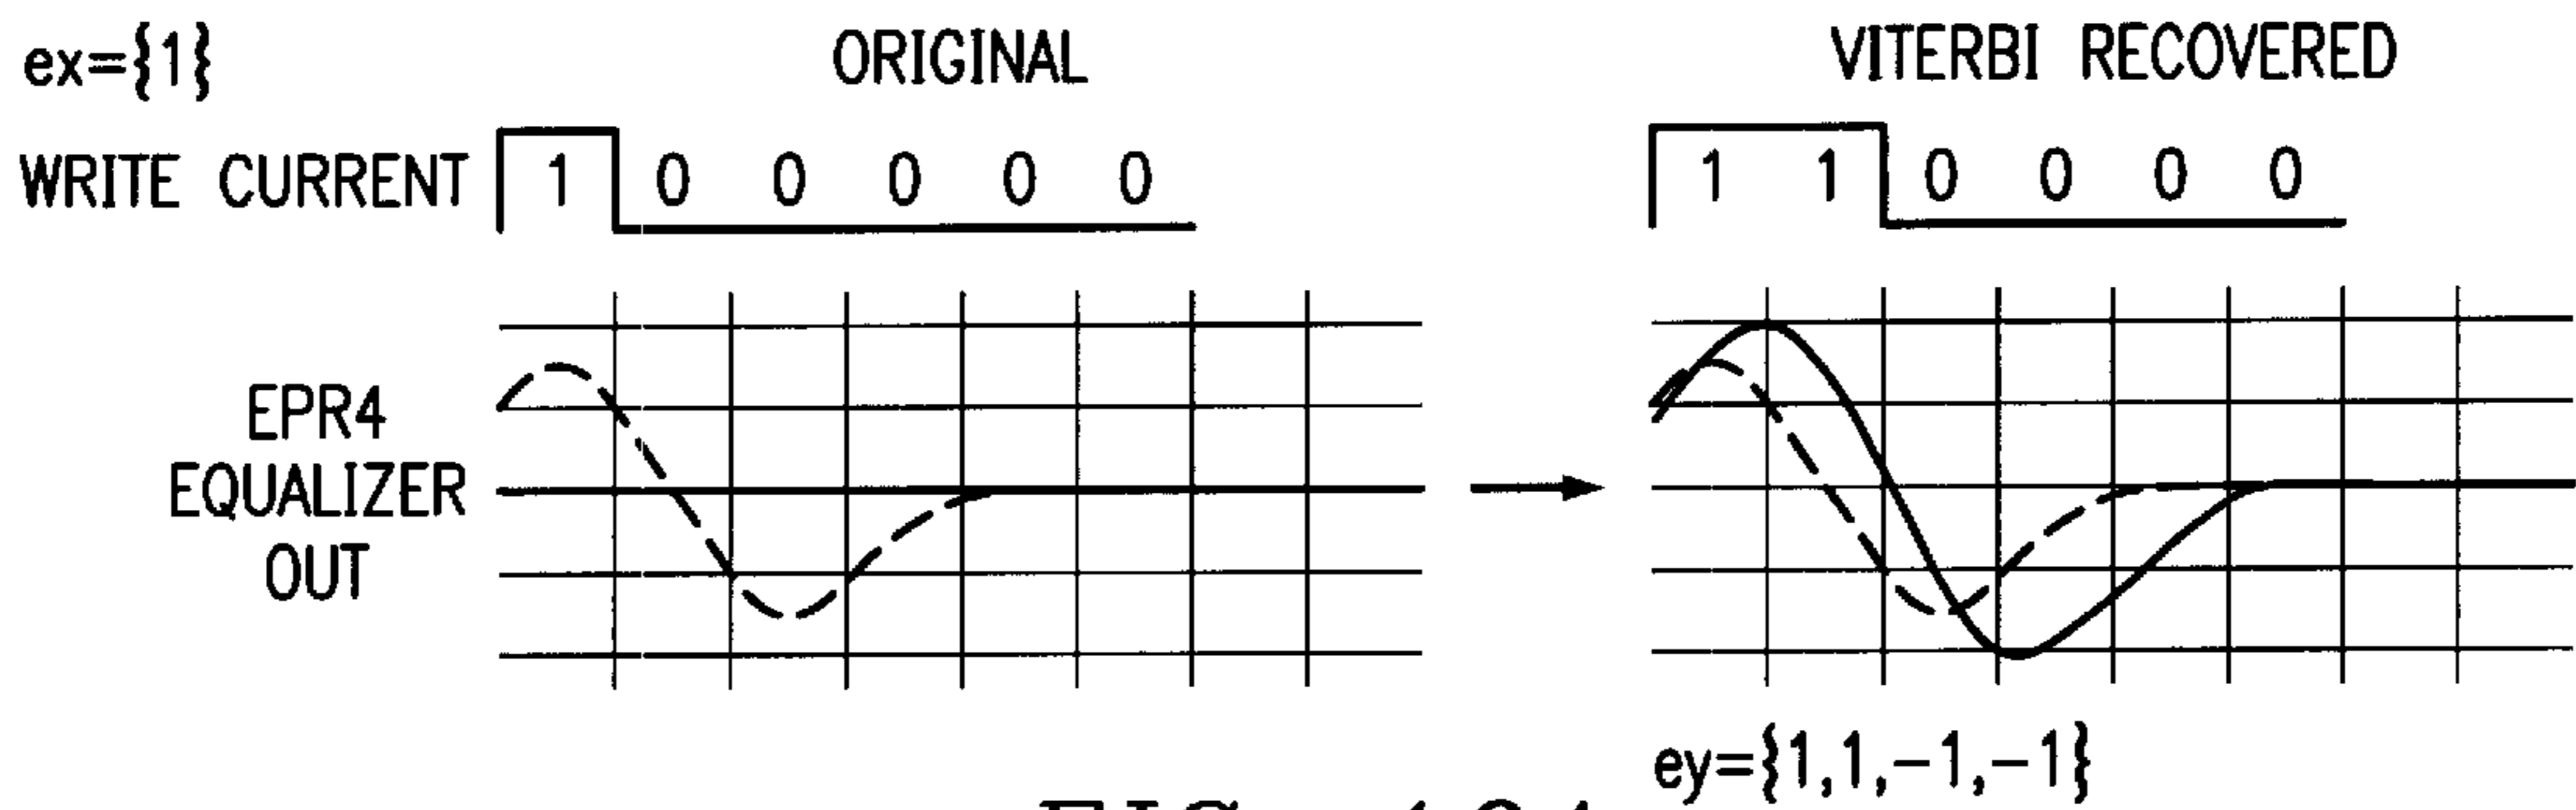 ex={1}
ORIGINAL
VITERBI RECOVERED
WRITE CURRENT
1 0 0 0 0 0
1 1 0 0 0 0
EPR4
EQUALIZER
OUT
ey={1,1,-1,-1}